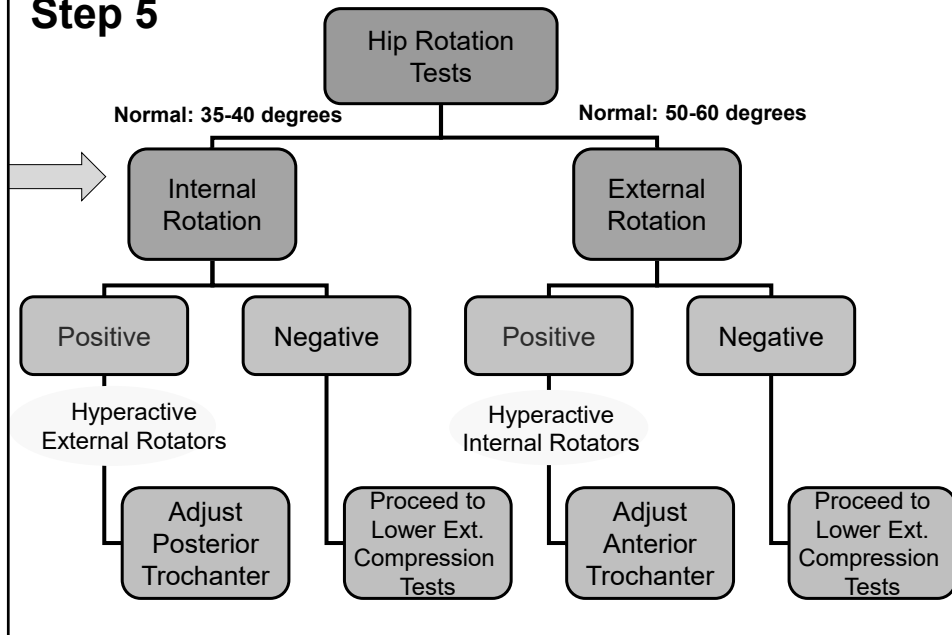 Step 5
Hip Rotation
Tests
Normal: 35-40 degrees
Normal: 50-60 degrees
Internal
Rotation
External
Rotation
Positive
Negative
Positive
Negative
Hyperactive
External Rotators
Hyperactive
Internal Rotators
Adjust
Posterior
Trochanter
Proceed to
Lower Ext.
Compression
Tests
Adjust
Anterior
Trochanter
Proceed to
Lower Ext.
Compression
Tests